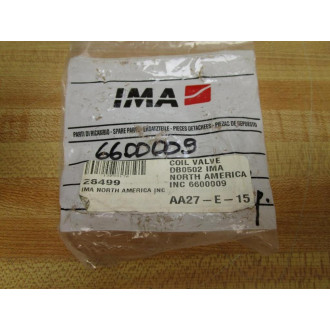 IMA
PARTI DI RICAMBIO - SPARE PARTS - ERSATZTEILE - PIECES DETACHEES - PIEZAS DE REPUESTO
6600009
28499
IMA NORTH AMERICA INC
COIL VALVE
DB0502 IMA
NORTH AMERICA
INC 6600009
AA27-E-15